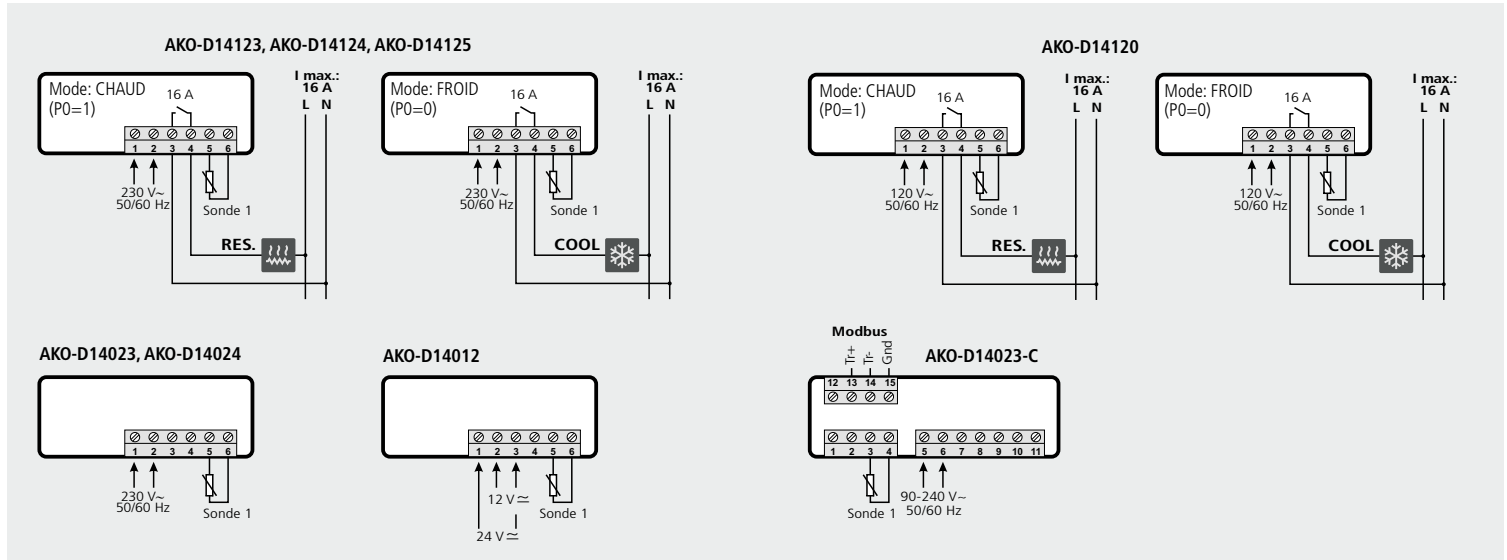 AKO-D14123, AKO-D14124, AKO-D14125
Mode: CHAUD
(P0=1)
16 A
I max.:
16 A
L N
1 2 3 4 5 6
230 V~
50/60 Hz
Sonde 1
RES.
Mode: FROID
(P0=0)
16 A
I max.:
16 A
L N
1 2 3 4 5 6
230 V~
50/60 Hz
Sonde 1
COOL
AKO-D14120
Mode: CHAUD
(P0=1)
16 A
I max.:
16 A
L N
1 2 3 4 5 6
120 V~
50/60 Hz
Sonde 1
RES.
Mode: FROID
(P0=0)
16 A
I max.:
16 A
L N
1 2 3 4 5 6
120 V~
50/60 Hz
Sonde 1
COOL
AKO-D14023, AKO-D14024
1 2 3 4 5 6
230 V~
50/60 Hz
Sonde 1
AKO-D14012
1 2 3 4 5 6
12 V ≃
Sonde 1
24 V ≃
Modbus
Tr+ Tr- Gnd
AKO-D14023-C
12 13 14 15
1 2 3 4 5 6 7 8 9 10 11
90-240 V~
50/60 Hz
Sonde 1